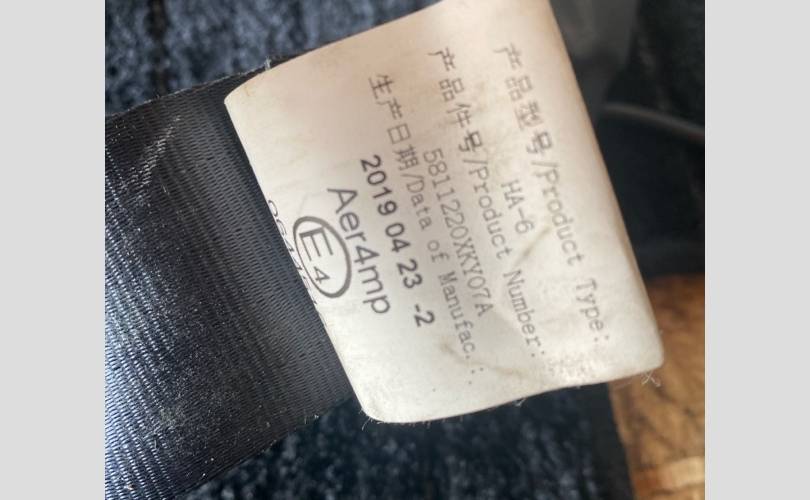 产品型号/Product Type:
HA-6
产品件号/Product Number:
5811220XKY07A
生产日期/Data of Manufac.:
2019 04 23 -2
Aer4mp
E4